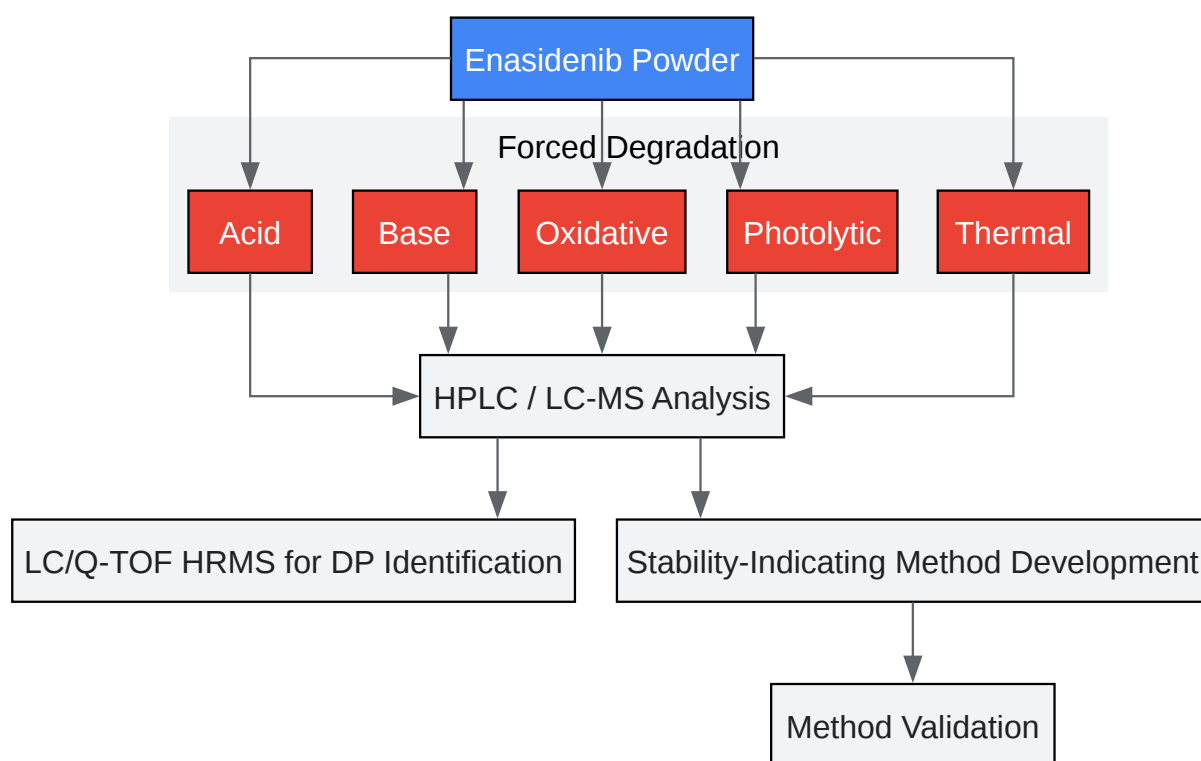 Enasidenib Powder
Forced Degradation
Acid
Base
Oxidative
Photolytic
Thermal
HPLC / LC-MS Analysis
LC/Q-TOF HRMS for DP Identification
Stability-Indicating Method Development
Method Validation